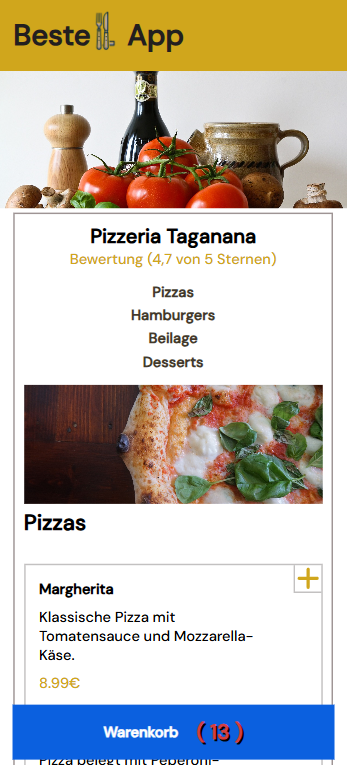 Beste App
Pizzeria Taganana
Bewertung (4,7 von 5 Sternen)
Pizzas
Hamburgers
Beilage
Desserts
Pizzas
Margherita
Klassische Pizza mit
Tomatensauce und Mozzarella-
Käse.
8.99€
Warenkorb ( 13 )
Pizza belegt mit Peperoni-